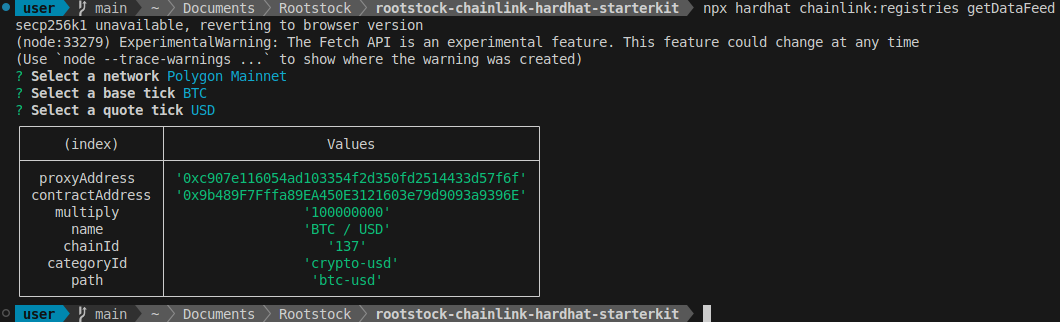 user main ~ Documents Rootstock rootstock-chainlink-hardhat-starterkit npx hardhat chainlink:registries getDataFeed
secp256k1 unavailable, reverting to browser version
(node:33279) ExperimentalWarning: The Fetch API is an experimental feature. This feature could change at any time
(Use `node --trace-warnings ...` to show where the warning was created)
? Select a network Polygon Mainnet
? Select a base tick BTC
? Select a quote tick USD
(index) Values
proxyAddress '0xc907e116054ad103354f2d350fd2514433d57f6f'
contractAddress '0x9b489F7Fffa89EA450E3121603e79d9093a9396E'
multiply '100000000'
name 'BTC / USD'
chainId '137'
categoryId 'crypto-usd'
path 'btc-usd'
user main ~ Documents Rootstock rootstock-chainlink-hardhat-starterkit